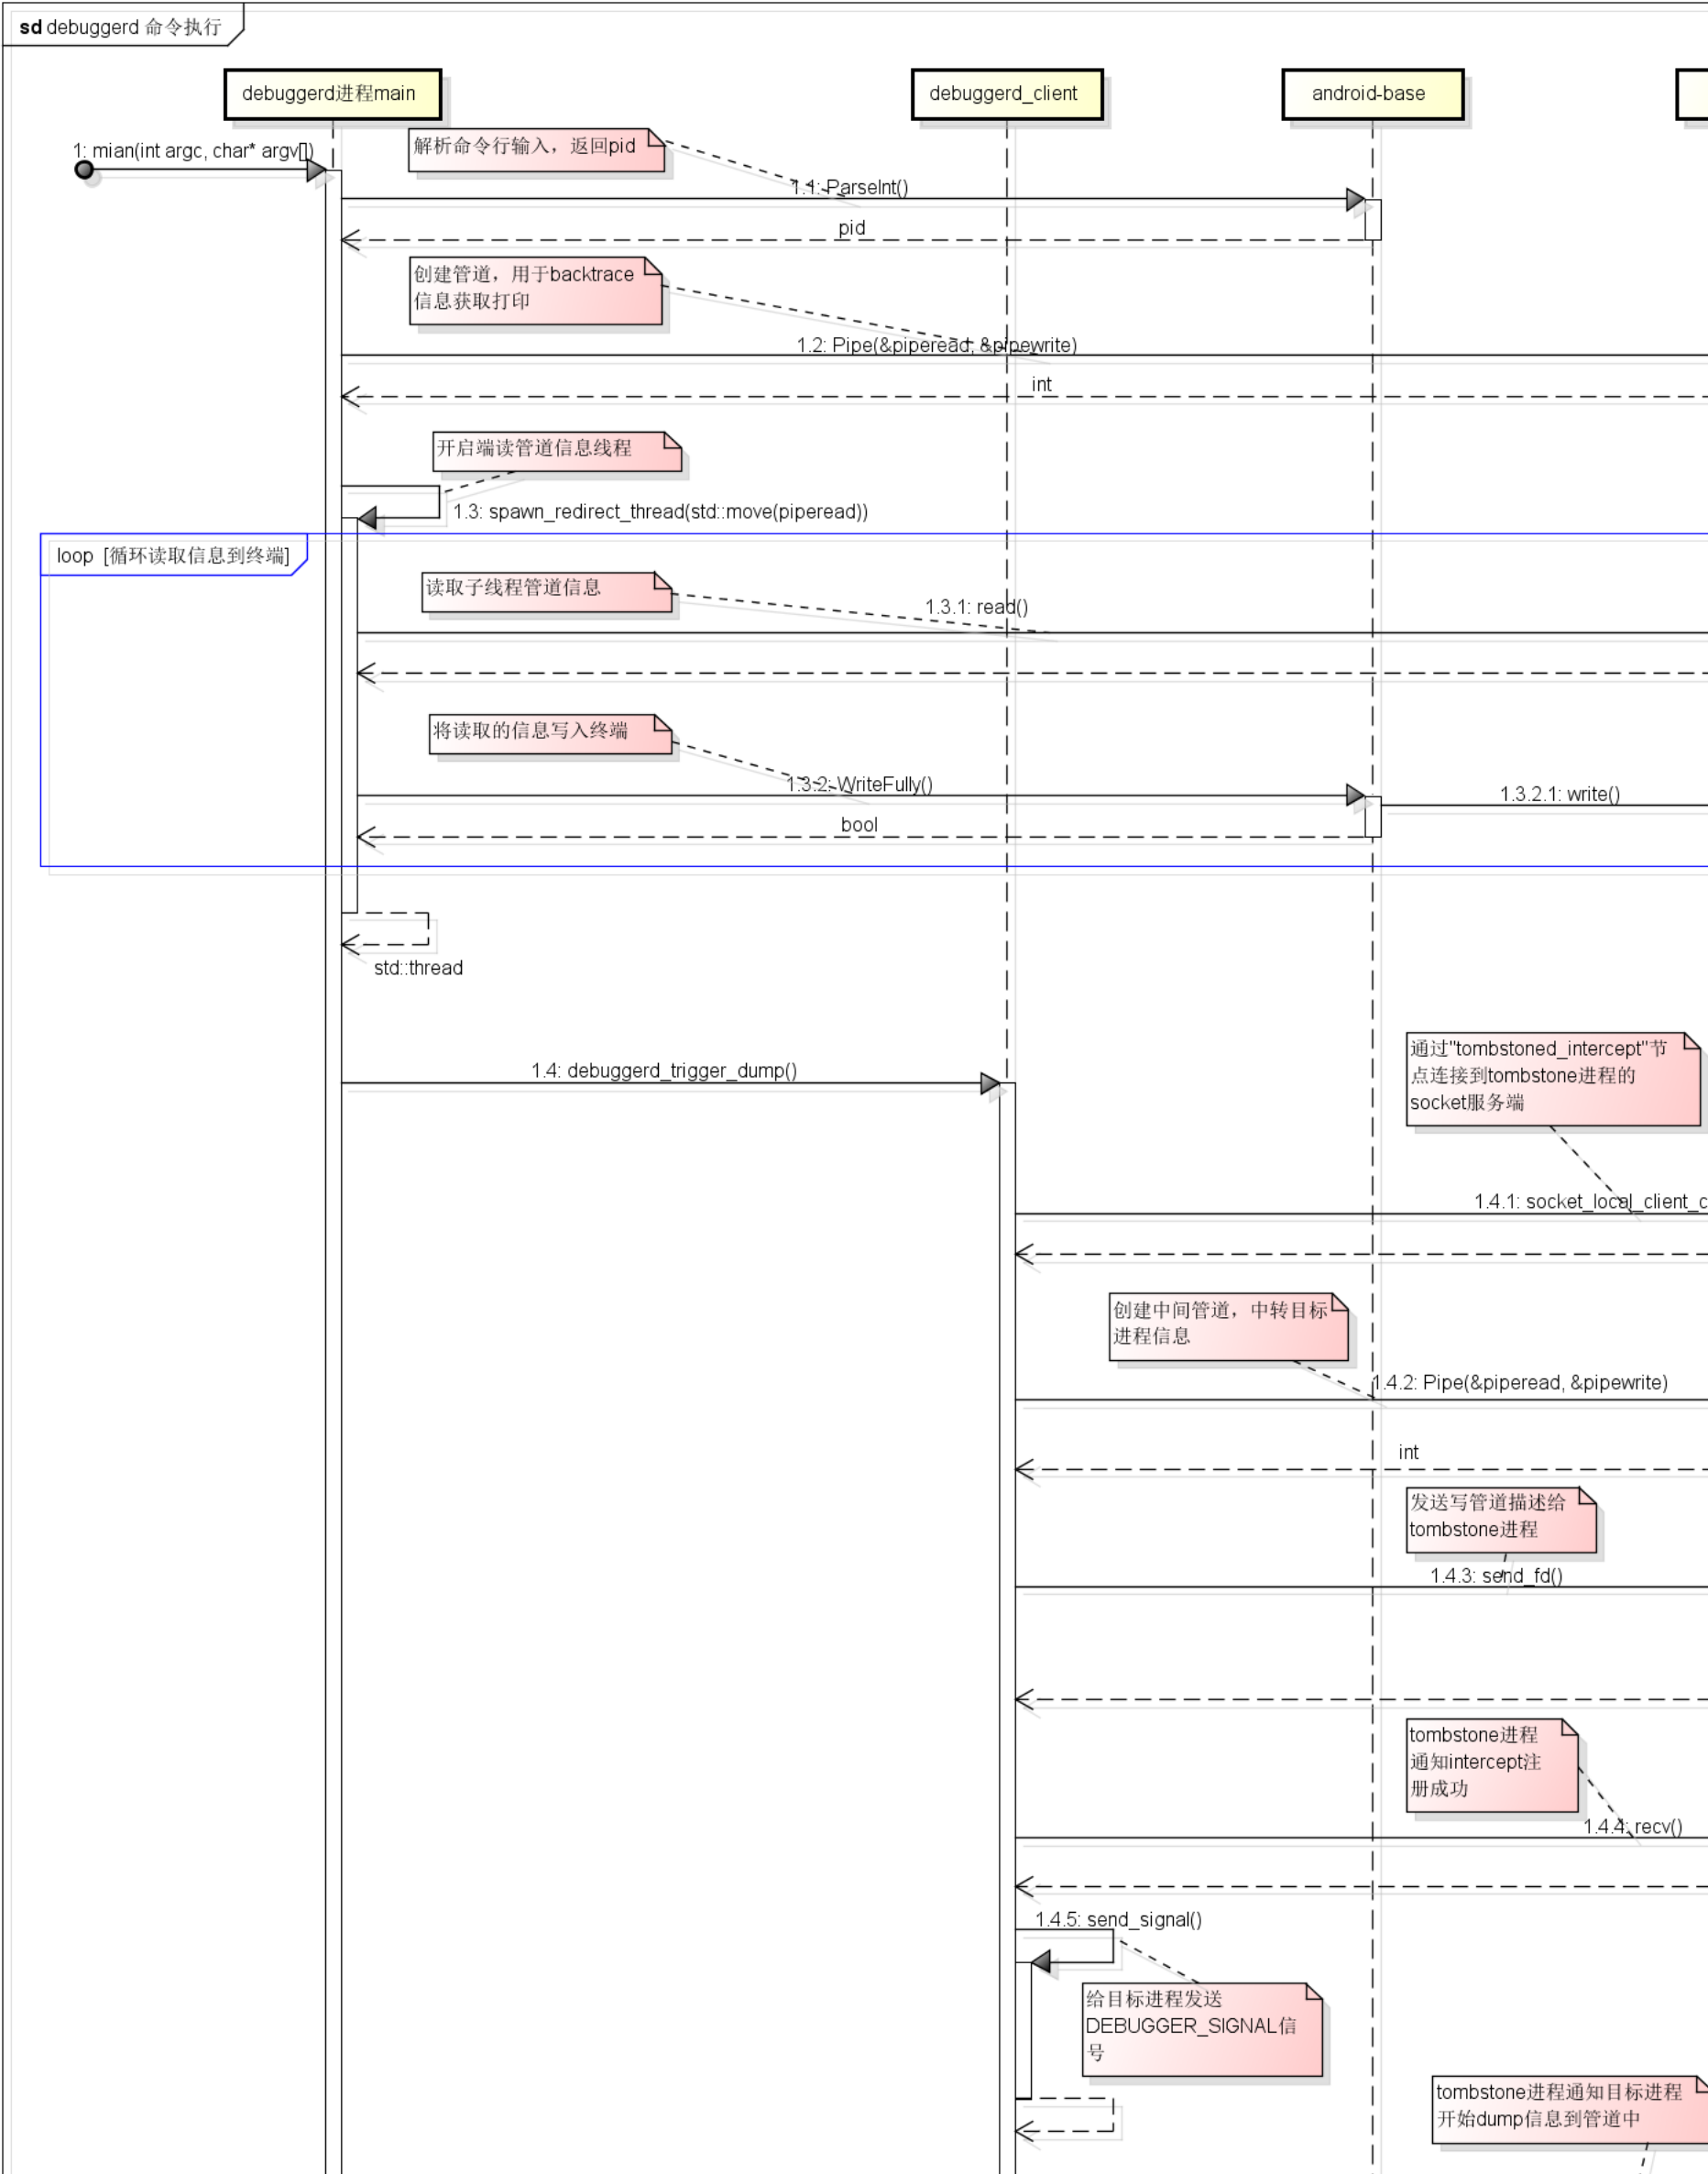 sd debuggerd 命令执行
debuggerd进程main
debuggerd_client
android-base
1: mian(int argc, char* argv[])
解析命令行输入，返回pid
1.1: ParseInt()
pid
创建管道，用于backtrace
信息获取打印
1.2: Pipe(&piperead, &pipewrite)
int
开启端读管道信息线程
1.3: spawn_redirect_thread(std::move(piperead))
loop [循环读取信息到终端]
读取子线程管道信息
1.3.1: read()
将读取的信息写入终端
1.3.2: WriteFully()
1.3.2.1: write()
bool
std::thread
通过"tombstoned_intercept"节
点连接到tombstone进程的
socket服务端
1.4: debuggerd_trigger_dump()
1.4.1: socket_local_client_c
创建中间管道，中转目标
进程信息
1.4.2: Pipe(&piperead, &pipewrite)
int
发送写管道描述给
tombstone进程
1.4.3: send_fd()
tombstone进程
通知intercept注
册成功
1.4.4: recv()
1.4.5: send_signal()
给目标进程发送
DEBUGGER_SIGNAL信
号
tombstone进程通知目标进程
开始dump信息到管道中